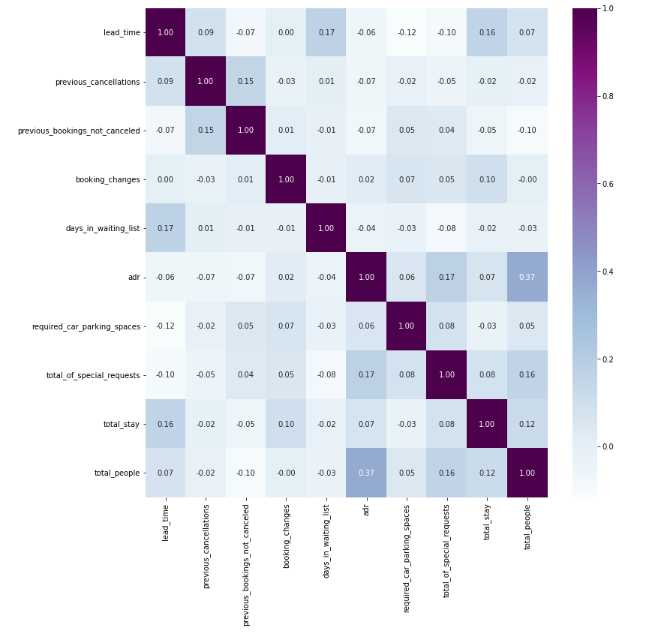 lead_time 1.00 0.09 -0.07 0.00 0.17 -0.06 -0.12 -0.10 0.16 0.07
previous_cancellations 0.09 1.00 0.15 -0.03 0.01 -0.07 -0.02 -0.05 -0.02 -0.02
previous_bookings_not_canceled -0.07 0.15 1.00 0.01 -0.01 -0.07 0.05 0.04 -0.05 -0.10
booking_changes 0.00 -0.03 0.01 1.00 -0.01 0.02 0.07 0.05 0.10 -0.00
days_in_waiting_list 0.17 0.01 -0.01 -0.01 1.00 -0.04 -0.03 -0.08 -0.02 -0.03
adr -0.06 -0.07 -0.07 0.02 -0.04 1.00 0.06 0.17 0.07 0.37
required_car_parking_spaces -0.12 -0.02 0.05 0.07 -0.03 0.06 1.00 0.08 -0.03 0.05
total_of_special_requests -0.10 -0.05 0.04 0.05 -0.08 0.17 0.08 1.00 0.08 0.16
total_stay 0.16 -0.02 -0.05 0.10 -0.02 0.07 -0.03 0.08 1.00 0.12
total_people 0.07 -0.02 -0.10 -0.00 -0.03 0.37 0.05 0.16 0.12 1.00
lead_time
previous_cancellations
previous_bookings_not_canceled
booking_changes
days_in_waiting_list
adr
required_car_parking_spaces
total_of_special_requests
total_stay
total_people
1.0
0.8
0.6
0.4
0.2
0.0